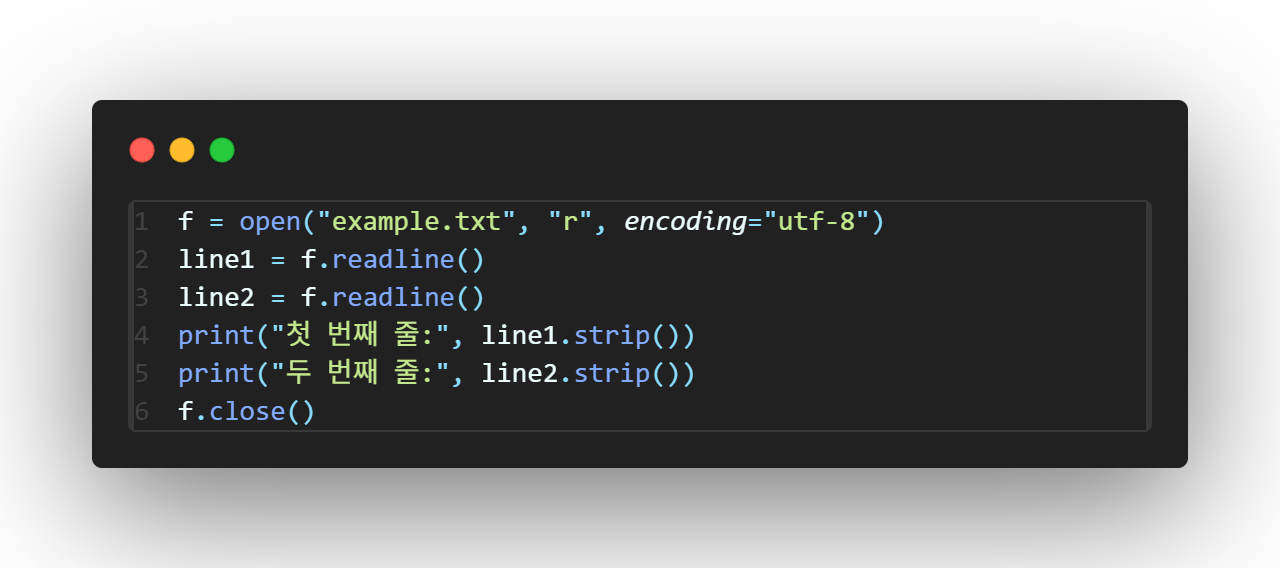 1 f = open("example.txt", "r", encoding="utf-8")
2 line1 = f.readline()
3 line2 = f.readline()
4 print("첫 번째 줄:", line1.strip())
5 print("두 번째 줄:", line2.strip())
6 f.close()